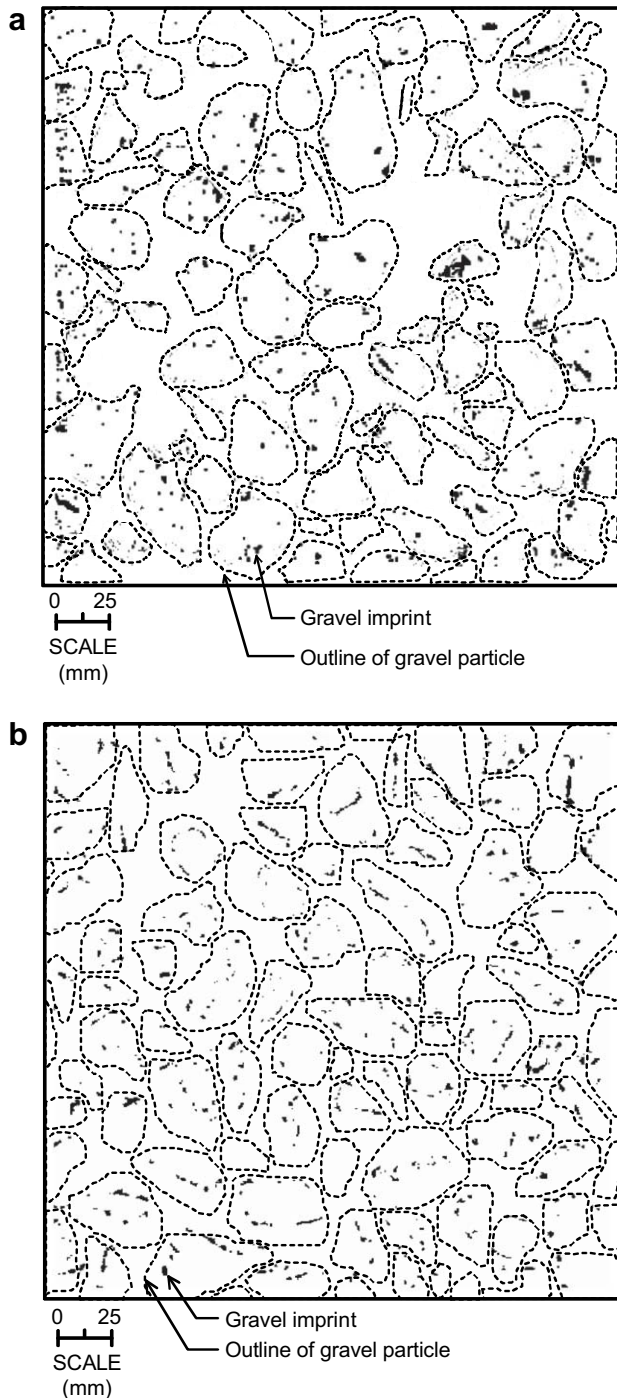 a
Gravel imprint
Outline of gravel particle
0 25
SCALE
(mm)
b
Gravel imprint
Outline of gravel particle
0 25
SCALE
(mm)